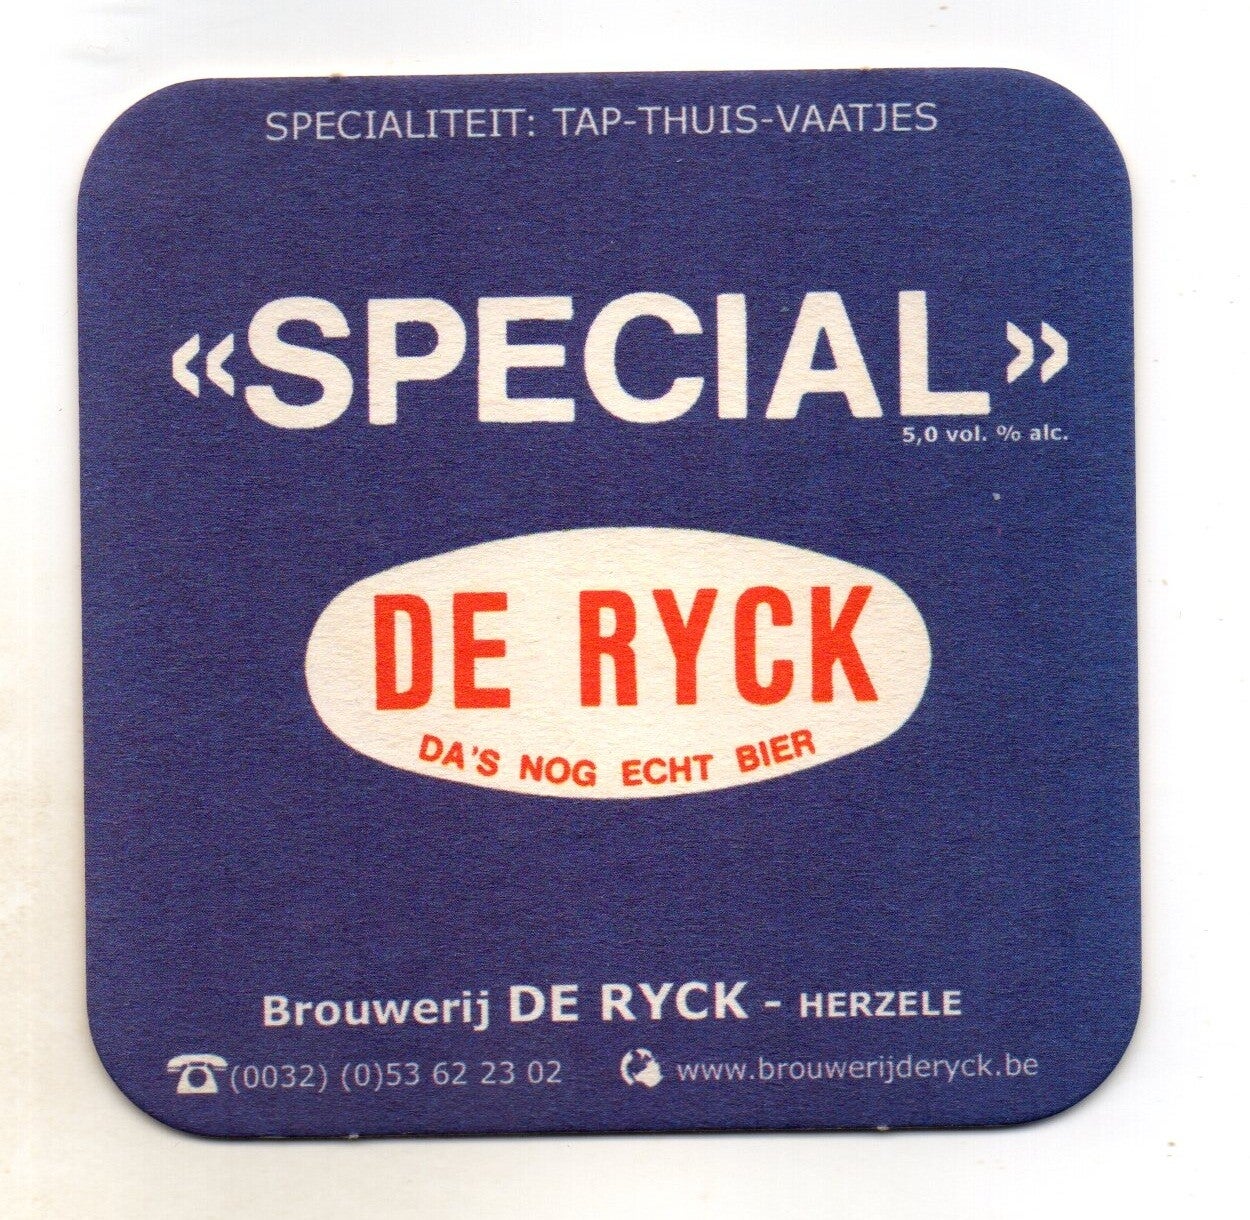 SPECIALITEIT: TAP-THUIS-VAATJES
«SPECIAL»
5,0 vol. % alc.
DE RYCK
DA'S NOG ECHT BIER
Brouwerij DE RYCK - HERZELE
(0032) (0)53 62 23 02 www.brouwerijderyck.be